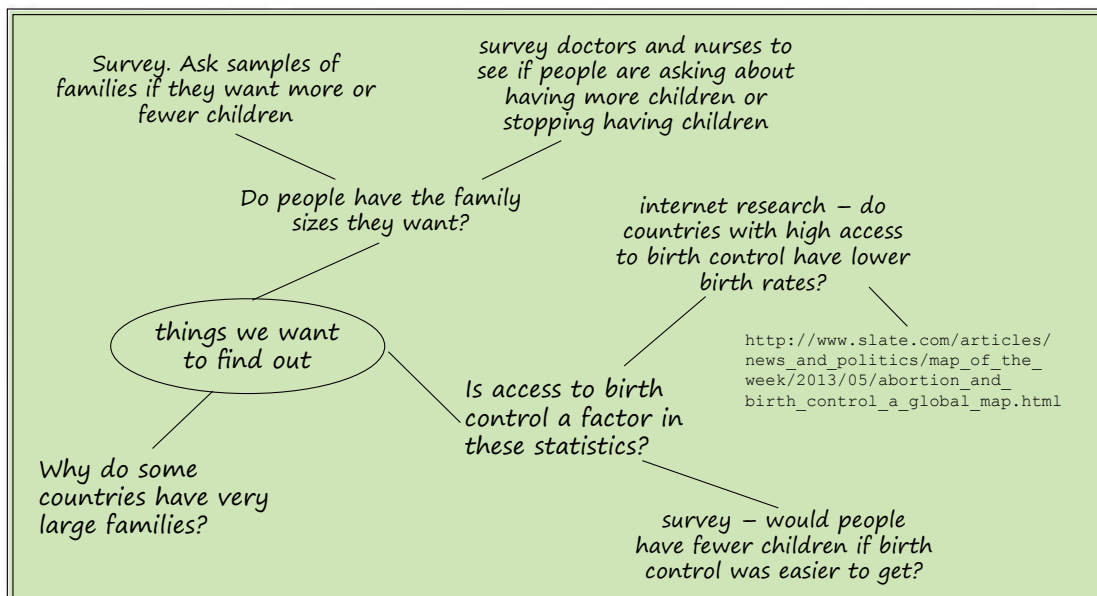 Survey. Ask samples of
families if they want more or
fewer children
survey doctors and nurses to
see if people are asking about
having more children or
stopping having children
Do people have the family
sizes they want?
internet research – do
countries with high access
to birth control have lower
birth rates?
things we want
to find out
http://www.slate.com/articles/
news_and_politics/map_of_the_
week/2013/05/abortion_and_
birth_control_a_global_map.html
Is access to birth
control a factor in
these statistics?
Why do some
countries have very
large families?
survey – would people
have fewer children if birth
control was easier to get?